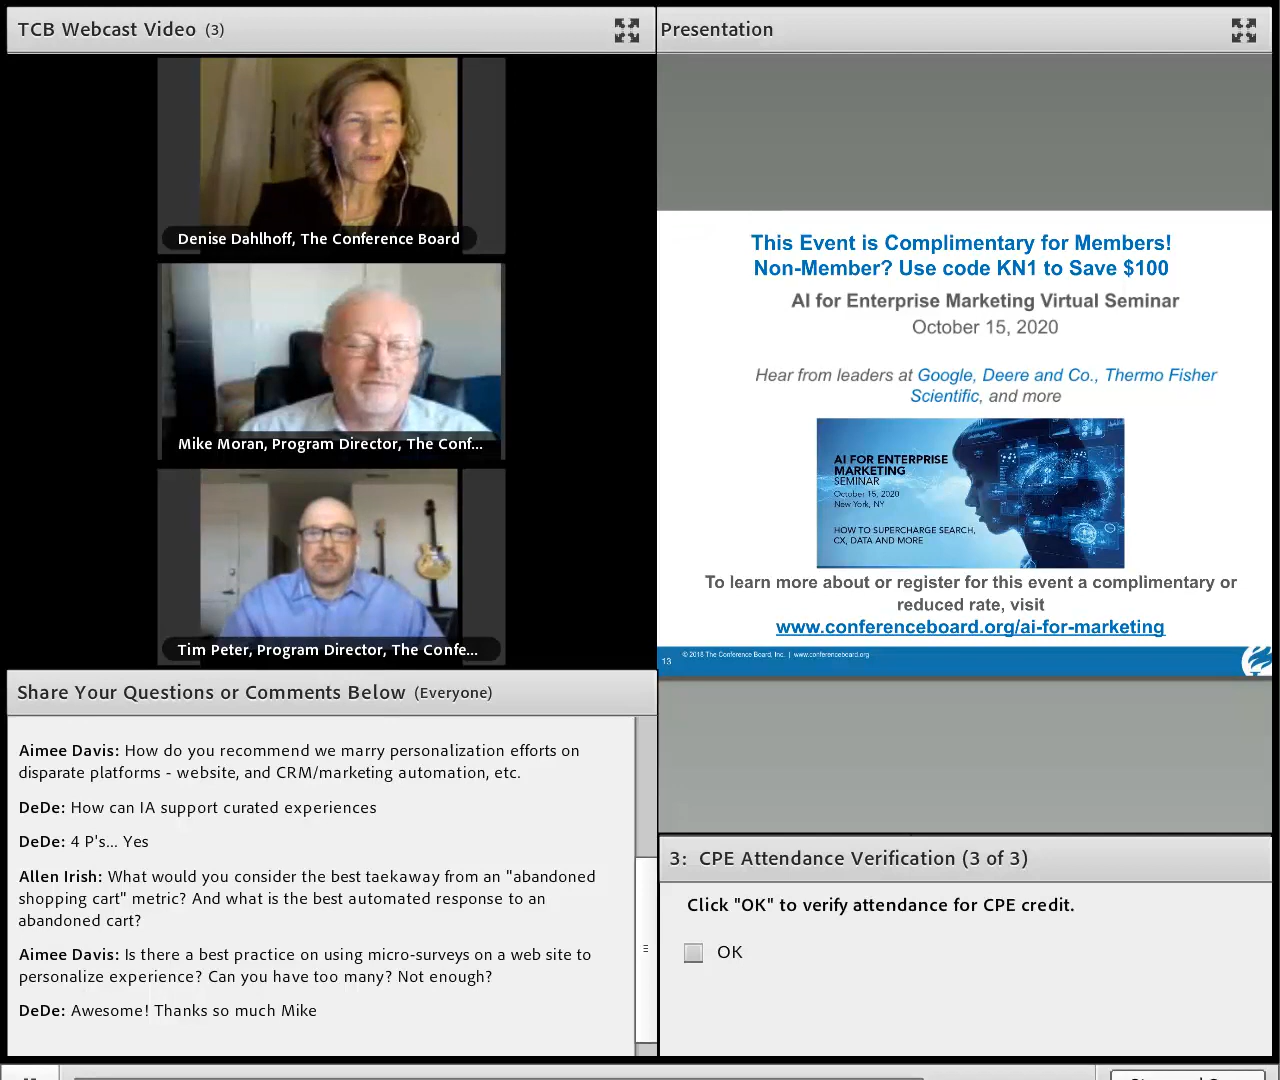 TCB Webcast Video (3)
Denise Dahlhoff, The Conference Board
Mike Moran, Program Director, The Conf...
Tim Peter, Program Director, The Confe...
Share Your Questions or Comments Below (Everyone)
Aimee Davis: How do you recommend we marry personalization efforts on
disparate platforms - website, and CRM/marketing automation, etc.
DeDe: How can IA support curated experiences
DeDe: 4 P's... Yes
Allen Irish: What would you consider the best taekaway from an "abandoned
shopping cart" metric? And what is the best automated response to an
abandoned cart?
Aimee Davis: Is there a best practice on using micro-surveys on a web site to
personalize experience? Can you have too many? Not enough?
DeDe: Awesome! Thanks so much Mike
Presentation
This Event is Complimentary for Members!
Non-Member? Use code KN1 to Save $100
AI for Enterprise Marketing Virtual Seminar
October 15, 2020
Hear from leaders at Google, Deere and Co., Thermo Fisher
Scientific, and more
AI FOR ENTERPRISE
MARKETING
SEMINAR
October 15, 2020
New York, NY
HOW TO SUPERCHARGE SEARCH,
CX, DATA AND MORE
To learn more about or register for this event a complimentary or
reduced rate, visit
www.conferenceboard.org/ai-for-marketing
13
© 2018 The Conference Board, Inc. | www.conferenceboard.org
3: CPE Attendance Verification (3 of 3)
Click "OK" to verify attendance for CPE credit.
OK